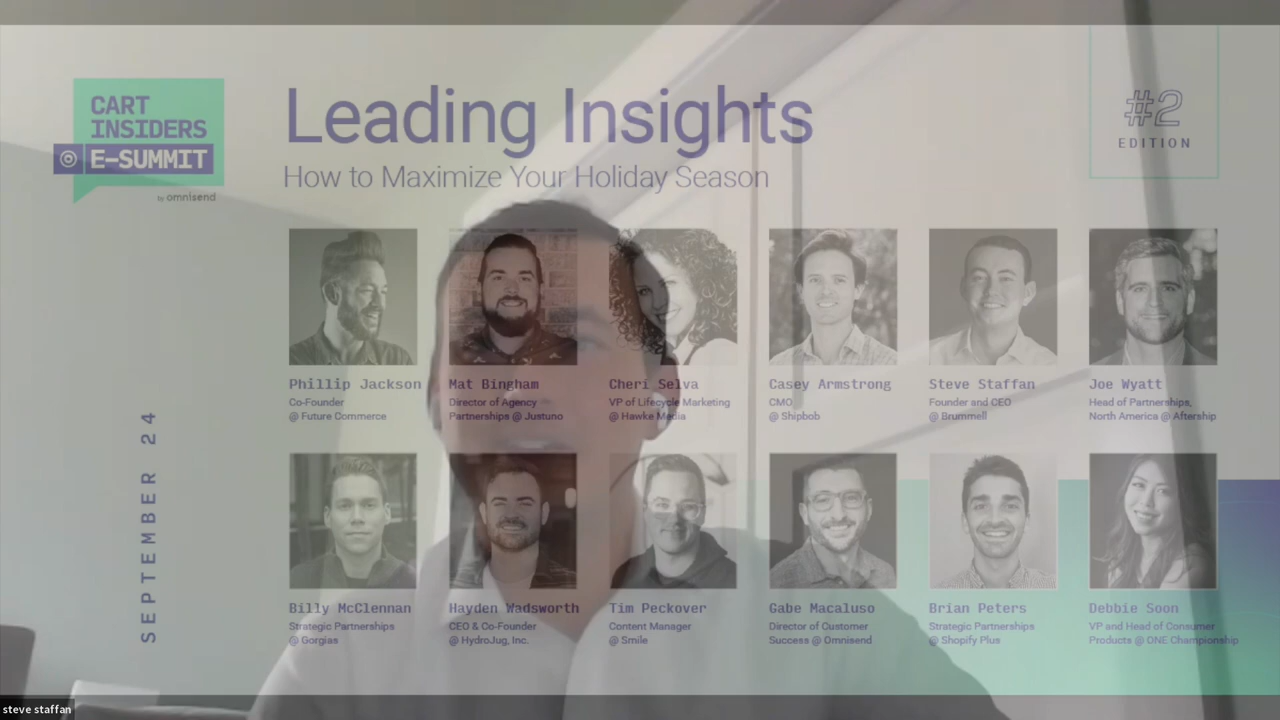 CART
INSIDERS
E-SUMMIT
by omnisend
Leading Insights
How to Maximize Your Holiday Season
#2
EDITION
SEPTEMBER 24
Phillip Jackson
Co-Founder
@ Future Commerce
Mat Bingham
Director of Agency
Partnerships @ Justuno
Cheri Selva
VP of Lifecycle Marketing
@ Hawke Media
Casey Armstrong
CMO
@ Shipbob
Steve Staffan
Founder and CEO
@ Brummell
Joe Wyatt
Head of Partnerships,
North America @ Aftership
Billy McClennan
Strategic Partnerships
@ Gorgias
Hayden Wadsworth
CEO & Co-Founder
@ HydroJug, Inc.
Tim Peckover
Content Manager
@ Smile
Gabe Macaluso
Director of Customer
Success @ Omnisend
Brian Peters
Strategic Partnerships
@ Shopify Plus
Debbie Soon
VP and Head of Consumer
Products @ ONE Championship
steve staffan